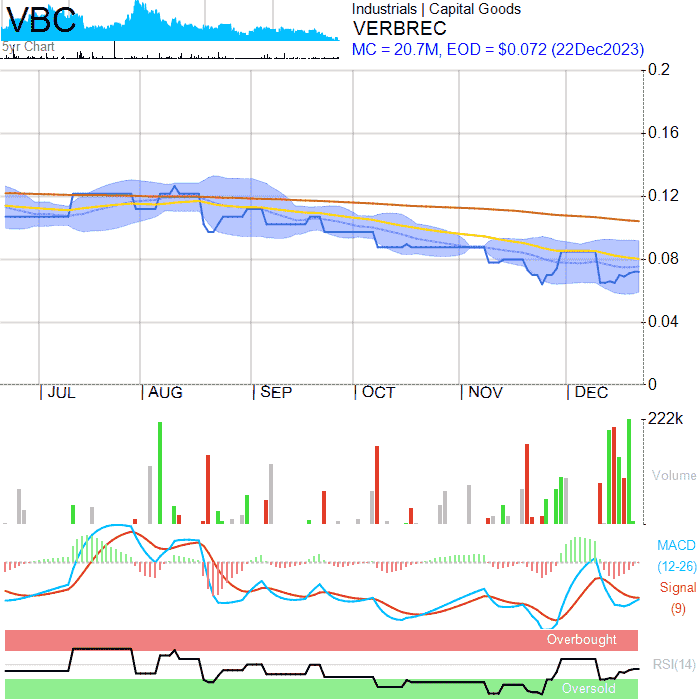 VBC
5yr Chart
Industrials | Capital Goods
VERBREC
MC = 20.7M, EOD = $0.072 (22Dec2023)
0.2
0.16
0.12
0.08
0.04
0
| JUL | AUG | SEP | OCT | NOV | DEC
222k
Volume
MACD
(12-26)
Signal
(9)
Overbought
RSI(14)
Oversold